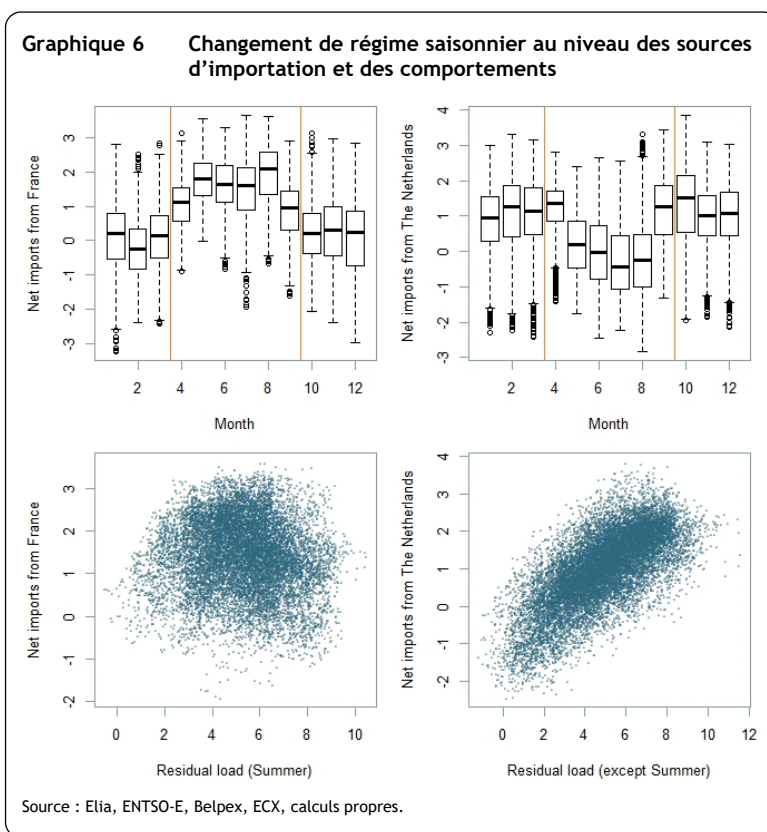 Graphique 6 Changement de régime saisonnier au niveau des sources
d'importation et des comportements
Net imports from France
3
2
1
0
-1
-2
-3
2 4 6 8 10 12
Month
Net imports from The Netherlands
4
3
2
1
0
-1
-2
-3
2 4 6 8 10 12
Month
Net imports from France
3
2
1
0
-1
-2
0 2 4 6 8 10
Residual load (Summer)
Net imports from The Netherlands
4
3
2
1
0
-1
-2
0 2 4 6 8 10 12
Residual load (except Summer)
Source : Elia, ENTSO-E, Belpex, ECX, calculs propres.